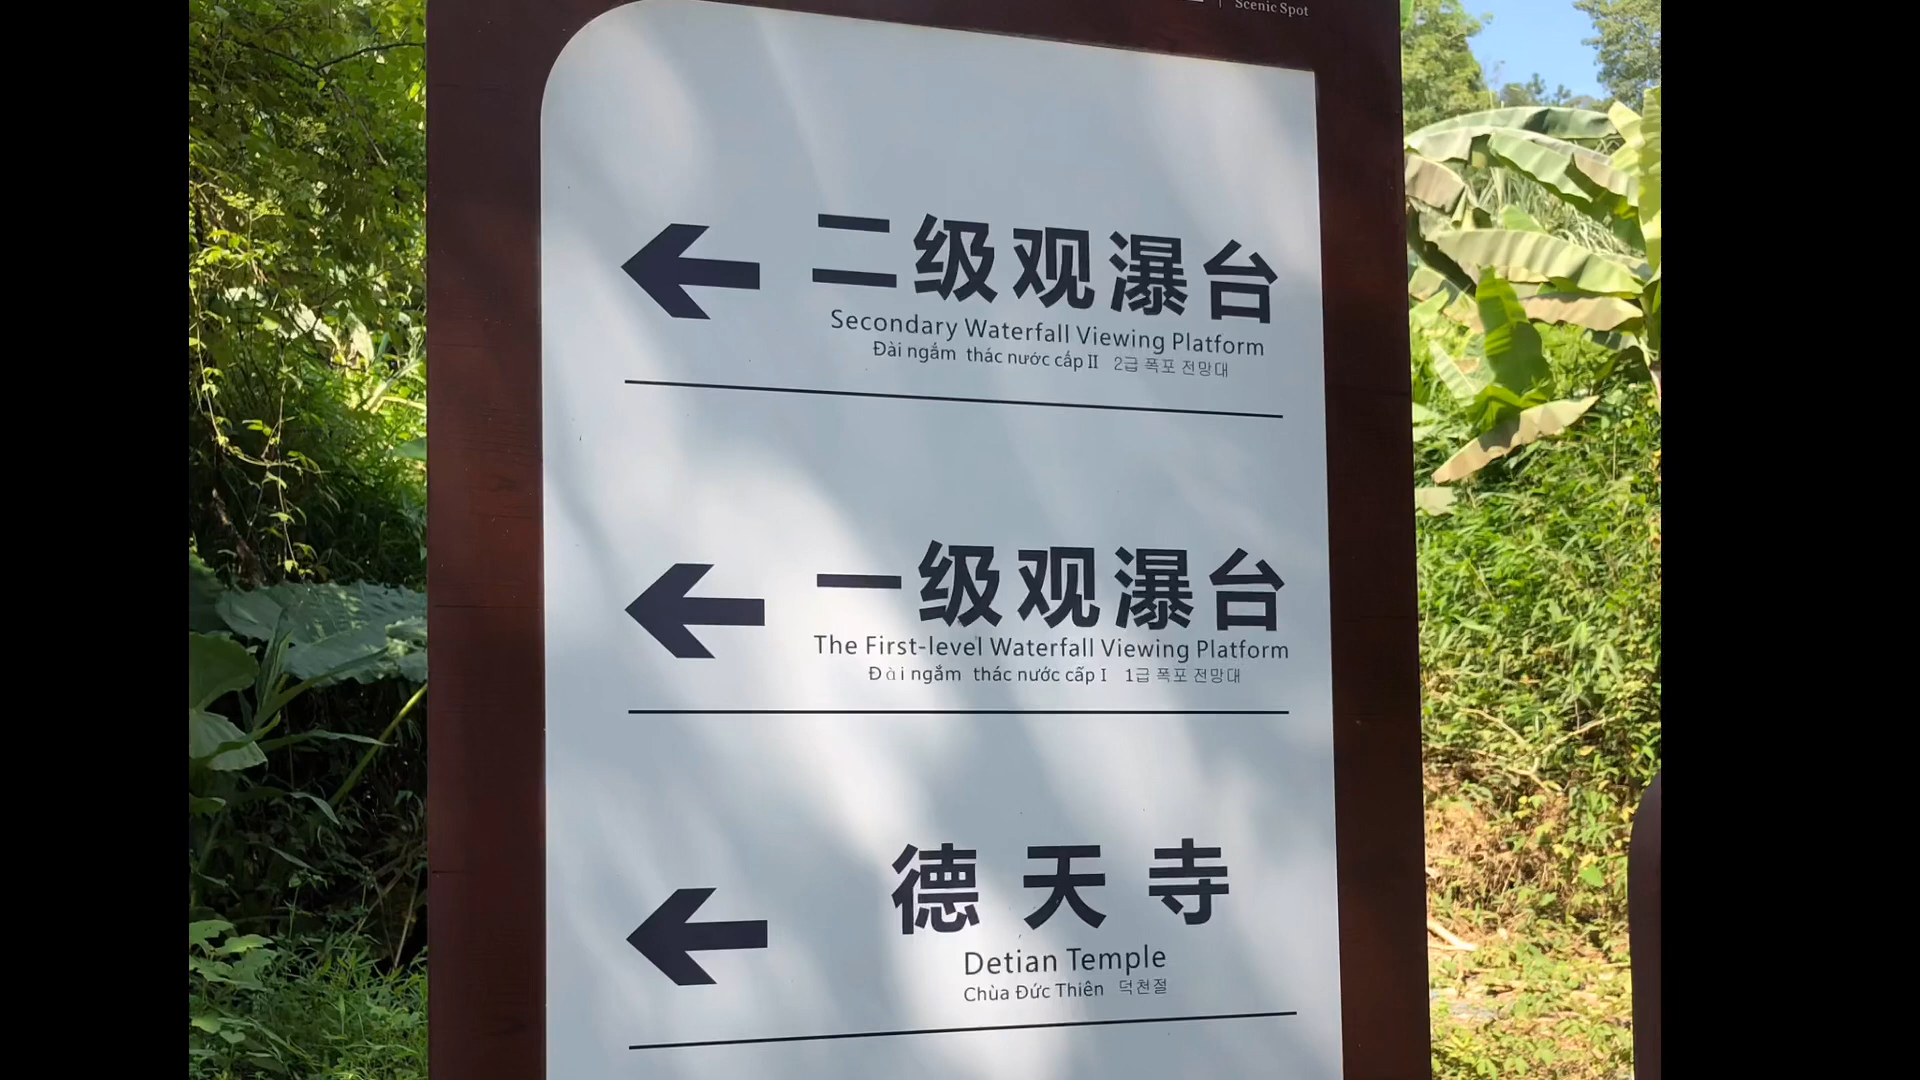 Scenic Spot
二级观瀑台
Secondary Waterfall Viewing Platform
Đài ngắm thác nước cấp II 2급 폭포 전망대
一级观瀑台
The First-level Waterfall Viewing Platform
Đài ngắm thác nước cấp I 1급 폭포 전망대
德天寺
Detian Temple
Chùa Đức Thiên 덕천절